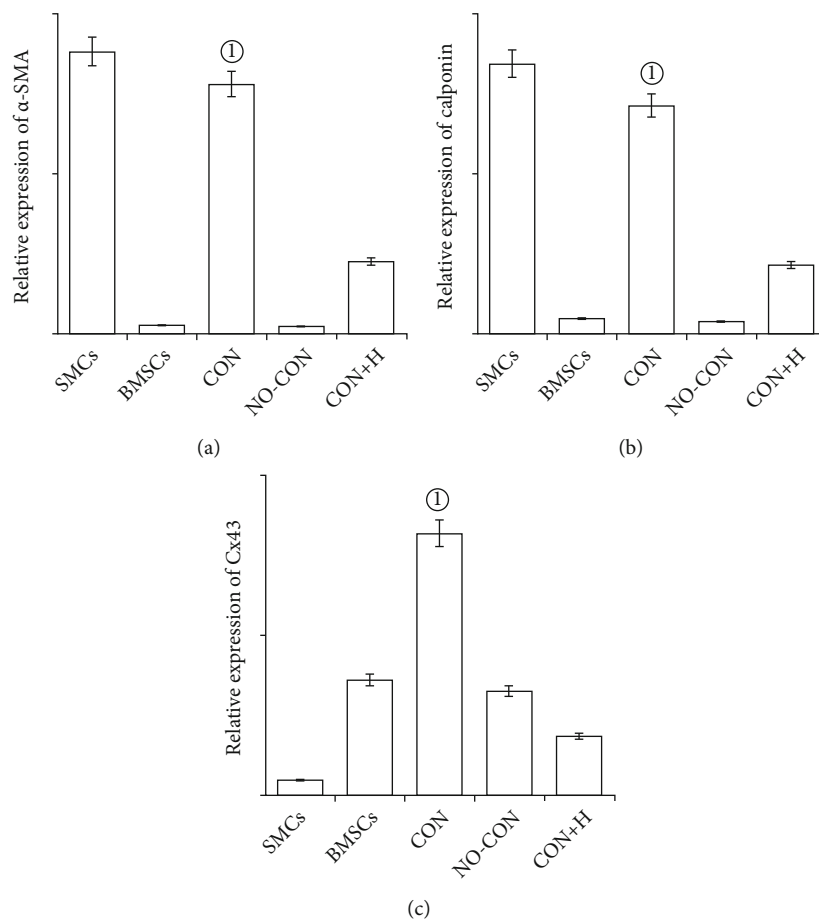 Relative expression of α-SMA
①
SMCs
BMSCs
CON
NO-CON
CON+H
(a)
Relative expression of calponin
①
SMCs
BMSCs
CON
NO-CON
CON+H
(b)
Relative expression of Cx43
①
SMCs
BMSCs
CON
NO-CON
CON+H
(c)